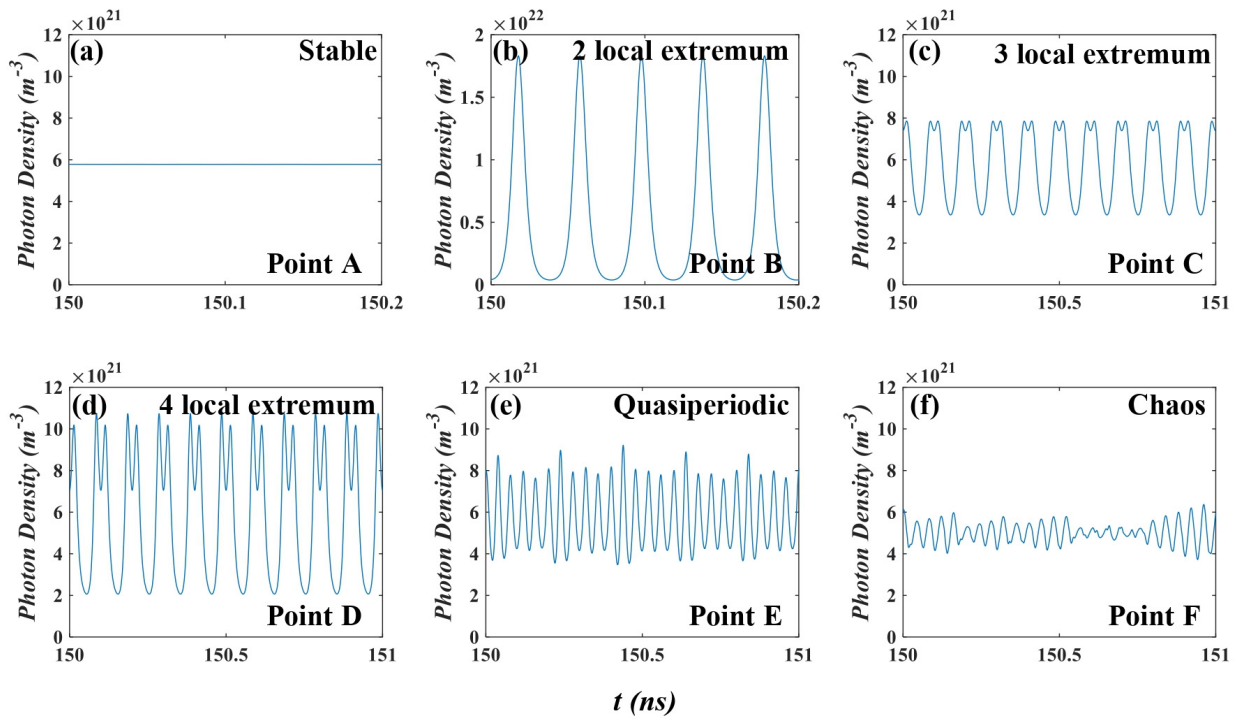 ×10^21
(a)
Stable
12
10
8
6
4
2
0
Photon Density (m^-3)
Point A
150
150.1
150.2
×10^22
(b)
2 local extremum
2
1.5
1
0.5
0
Photon Density (m^-3)
Point B
150
150.1
150.2
×10^21
(c)
3 local extremum
12
10
8
6
4
2
0
Photon Density (m^-3)
Point C
150
150.5
151
×10^21
(d)
4 local extremum
12
10
8
6
4
2
0
Photon Density (m^-3)
Point D
150
150.5
151
×10^21
(e)
Quasiperiodic
12
10
8
6
4
2
0
Photon Density (m^-3)
Point E
150
150.5
151
×10^21
(f)
Chaos
12
10
8
6
4
2
0
Photon Density (m^-3)
Point F
150
150.5
151
t (ns)